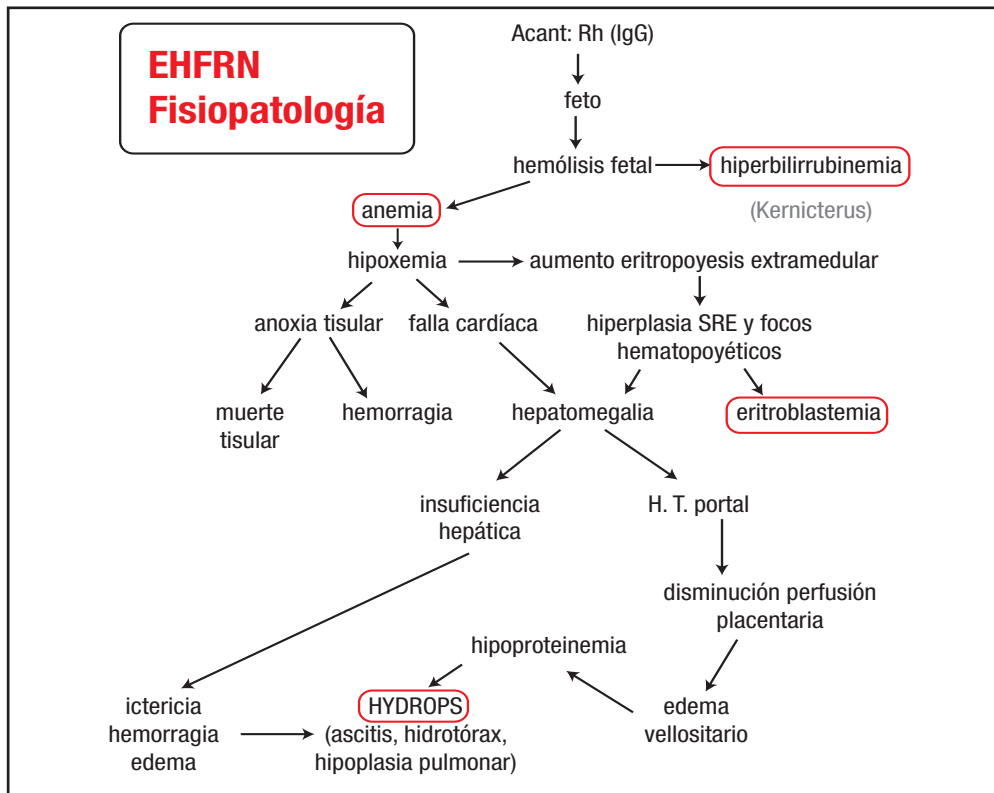 EHFRN
Fisiopatología
Acant: Rh (IgG)
feto
hemólisis fetal
hiperbilirrubinemia
(Kernicterus)
anemia
hipoxemia
aumento eritropoyesis extramedular
anoxia tisular
falla cardíaca
hiperplasia SRE y focos
hematopoyéticos
muerte
tisular
hemorragia
hepatomegalia
eritroblastemia
insuficiencia
hepática
H. T. portal
disminución perfusión
placentaria
hipoproteinemia
ictericia
hemorragia
edema
HYDROPS
(ascitis, hidrotórax,
hipoplasia pulmonar)
edema
vellositario